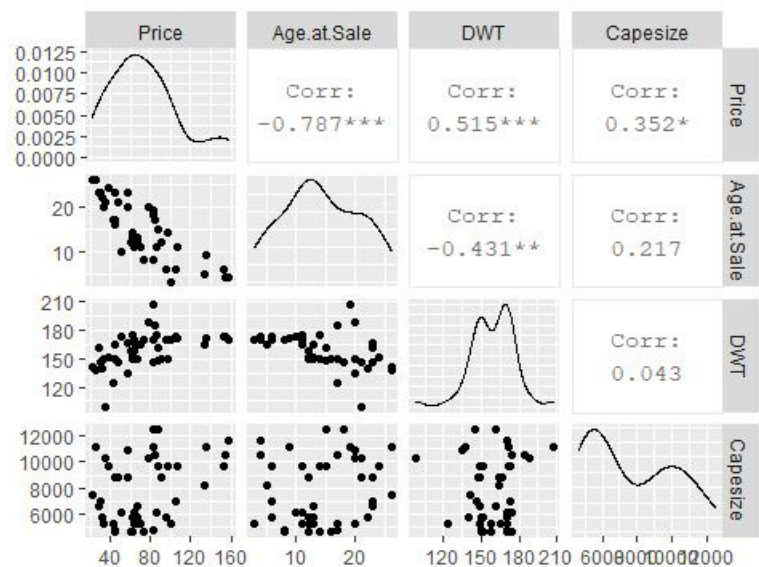 Price Age.at.Sale DWT Capesize
0.0125
0.0100
0.0075
0.0050
0.0025
0.0000
Corr:
-0.787***
Corr:
0.515***
Corr:
0.352*
Price
20
10
Corr:
-0.431**
Corr:
0.217
Age.at.Sale
210
180
150
120
Corr:
0.043
DWT
12000
10000
8000
6000
Capesize
40 80 120 160
10 20
120 150 180 210
6000 8000 10000 12000